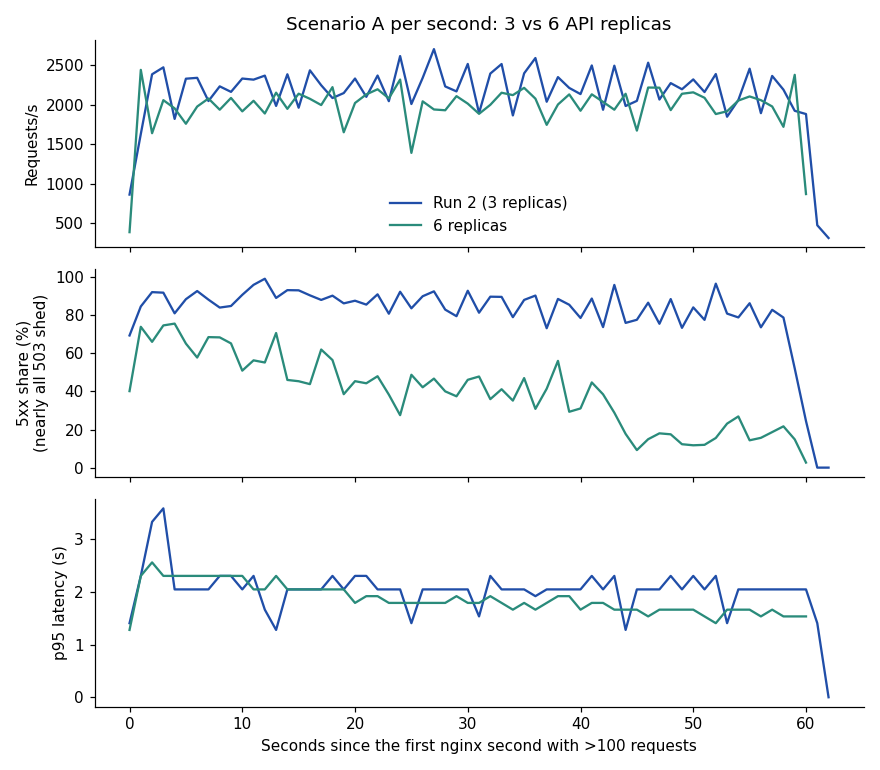 Scenario A per second: 3 vs 6 API replicas
Requests/s
2500
2000
1500
1000
500
Run 2 (3 replicas)
6 replicas
5xx share (%)
(nearly all 503 shed)
100
80
60
40
20
0
p95 latency (s)
3
2
1
0
0 10 20 30 40 50 60
Seconds since the first nginx second with >100 requests